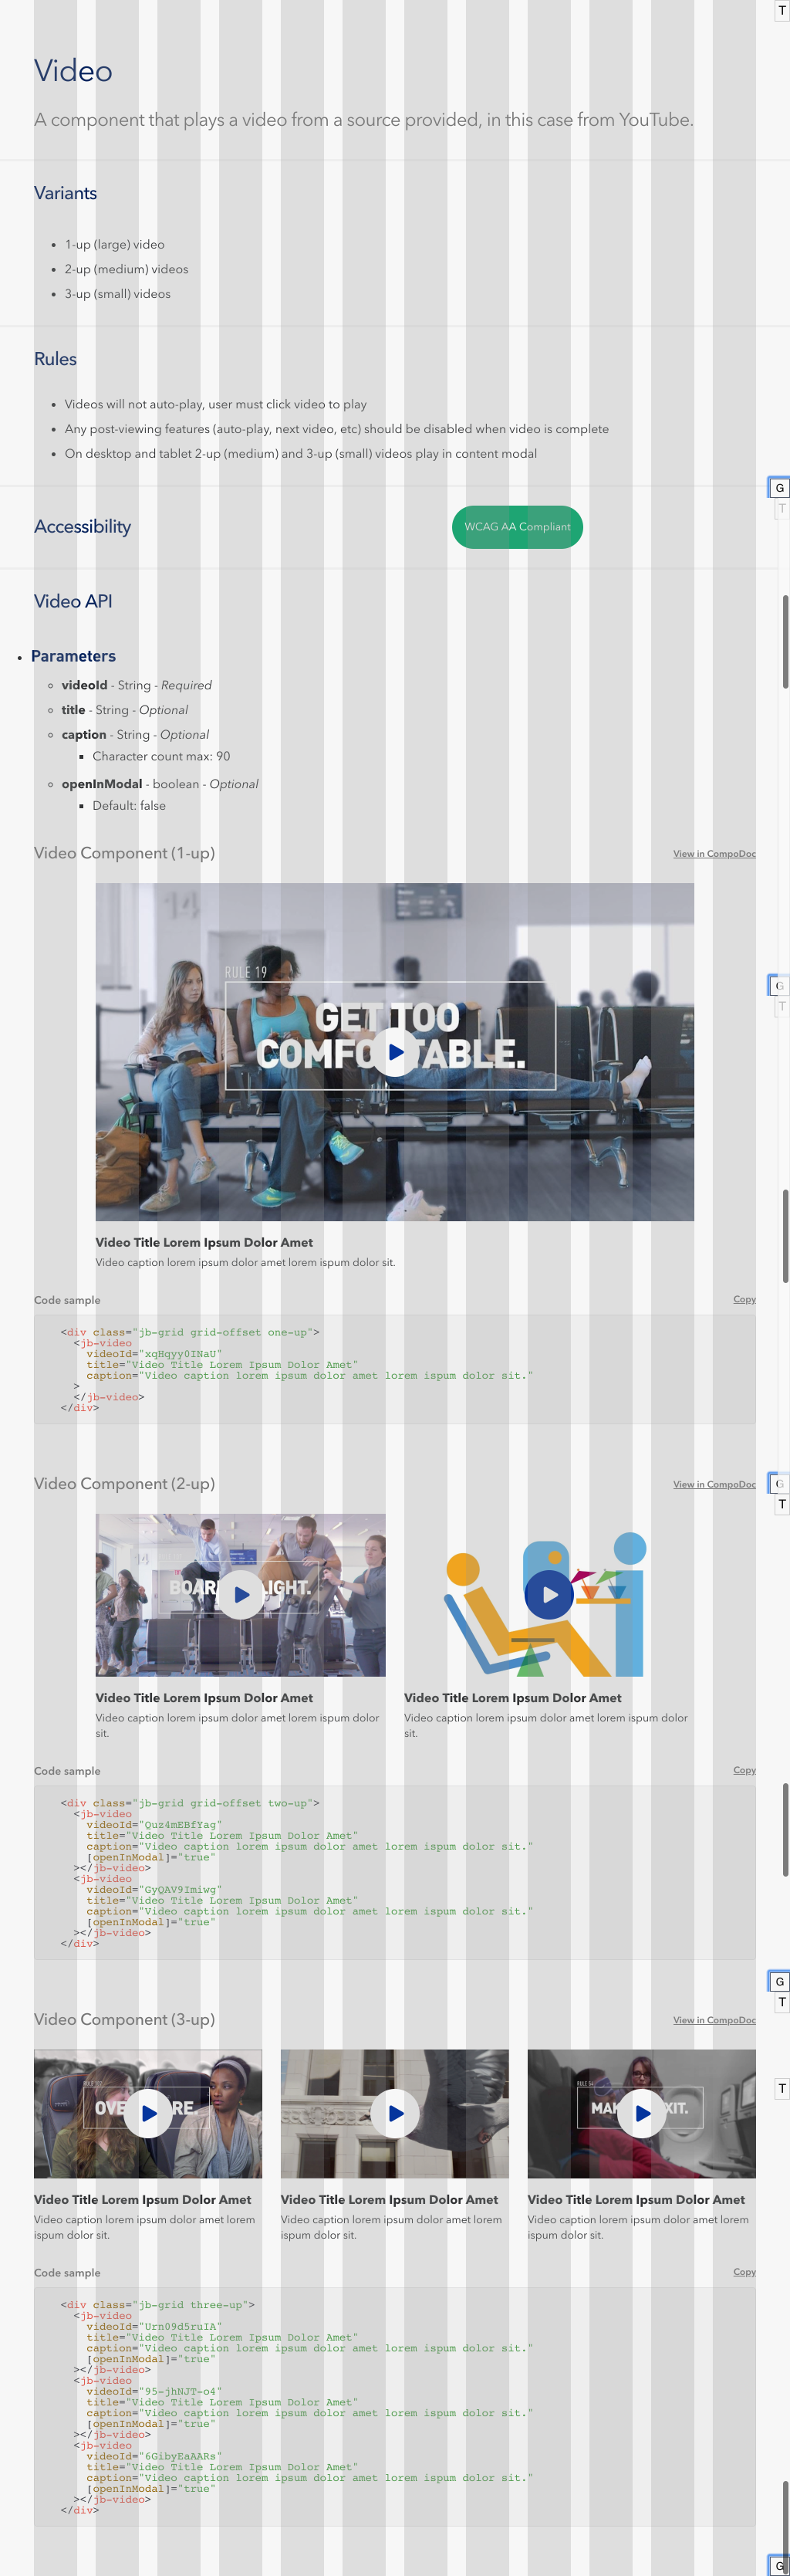 T
Video
A component that plays a video from a source provided, in this case from YouTube.
Variants
1-up (large) video
2-up (medium) videos
3-up (small) videos
Rules
Videos will not auto-play, user must click video to play
Any post-viewing features (auto-play, next video, etc) should be disabled when video is complete
On desktop and tablet 2-up (medium) and 3-up (small) videos play in content modal
G
T
Accessibility
WCAG AA Compliant
Video API
Parameters
videoId - String - Required
title - String - Optional
caption - String - Optional
Character count max: 90
openInModal - boolean - Optional
Default: false
Video Component (1-up)
View in CompoDoc
14
RULE 19
GET TOO
TABLE.
G
T
Video Title Lorem Ipsum Dolor Amet
Video caption lorem ipsum dolor amet lorem ipsum dolor sit.
Code sample
Copy
<div class="jb-grid grid-offset one-up">
<jb-video
videoId="xqHqyy0INaU"
title="Video Title Lorem Ipsum Dolor Amet"
caption="Video caption lorem ipsum dolor amet lorem ipsum dolor sit."
>
</jb-video>
</div>
Video Component (2-up)
View in CompoDoc
G
T
Video Title Lorem Ipsum Dolor Amet
Video caption lorem ipsum dolor amet lorem ipsum dolor
sit.
Video Title Lorem Ipsum Dolor Amet
Video caption lorem ipsum dolor amet lorem ipsum dolor
sit.
Code sample
Copy
<div class="jb-grid grid-offset two-up">
<jb-video
videoId="Quz4mEBfYag"
title="Video Title Lorem Ipsum Dolor Amet"
caption="Video caption lorem ipsum dolor amet lorem ipsum dolor sit."
[openInModal]="true"
></jb-video>
<jb-video
videoId="GyQAV9Imiwg"
title="Video Title Lorem Ipsum Dolor Amet"
caption="Video caption lorem ipsum dolor amet lorem ipsum dolor sit."
[openInModal]="true"
></jb-video>
</div>
G
T
Video Component (3-up)
View in CompoDoc
T
Video Title Lorem Ipsum Dolor Amet
Video caption lorem ipsum dolor amet lorem
ispum dolor sit.
Video Title Lorem Ipsum Dolor Amet
Video caption lorem ipsum dolor amet lorem
ispum dolor sit.
Video Title Lorem Ipsum Dolor Amet
Video caption lorem ipsum dolor amet lorem
ispum dolor sit.
Code sample
Copy
<div class="jb-grid three-up">
<jb-video
videoId="Urn09d5ruIA"
title="Video Title Lorem Ipsum Dolor Amet"
caption="Video caption lorem ipsum dolor amet lorem ispum dolor sit."
[openInModal]="true"
></jb-video>
<jb-video
videoId="95-jhNJT-o4"
title="Video Title Lorem Ipsum Dolor Amet"
caption="Video caption lorem ipsum dolor amet lorem ispum dolor sit."
[openInModal]="true"
></jb-video>
<jb-video
videoId="6GibyEaAARs"
title="Video Title Lorem Ipsum Dolor Amet"
caption="Video caption lorem ipsum dolor amet lorem ispum dolor sit."
[openInModal]="true"
></jb-video>
</div>
G